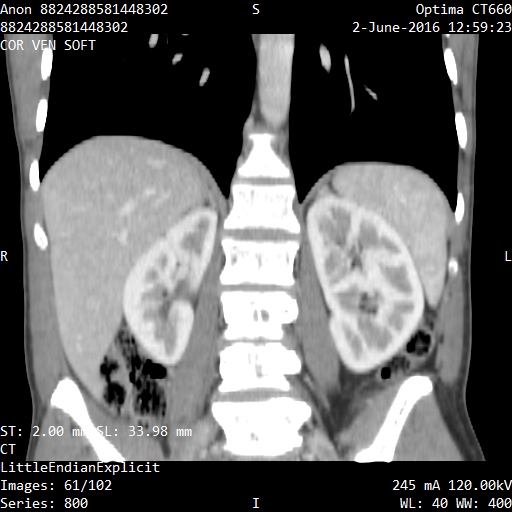 Anon 8824288581448302 S Optima CT660
8824288581448302 2-June-2016 12:59:23
COR VEN SOFT
R L
ST: 2.00 mm SL: 33.98 mm
CT
LittleEndianExplicit
Images: 61/102 245 mA 120.00kV
Series: 800 I WL: 40 WW: 400